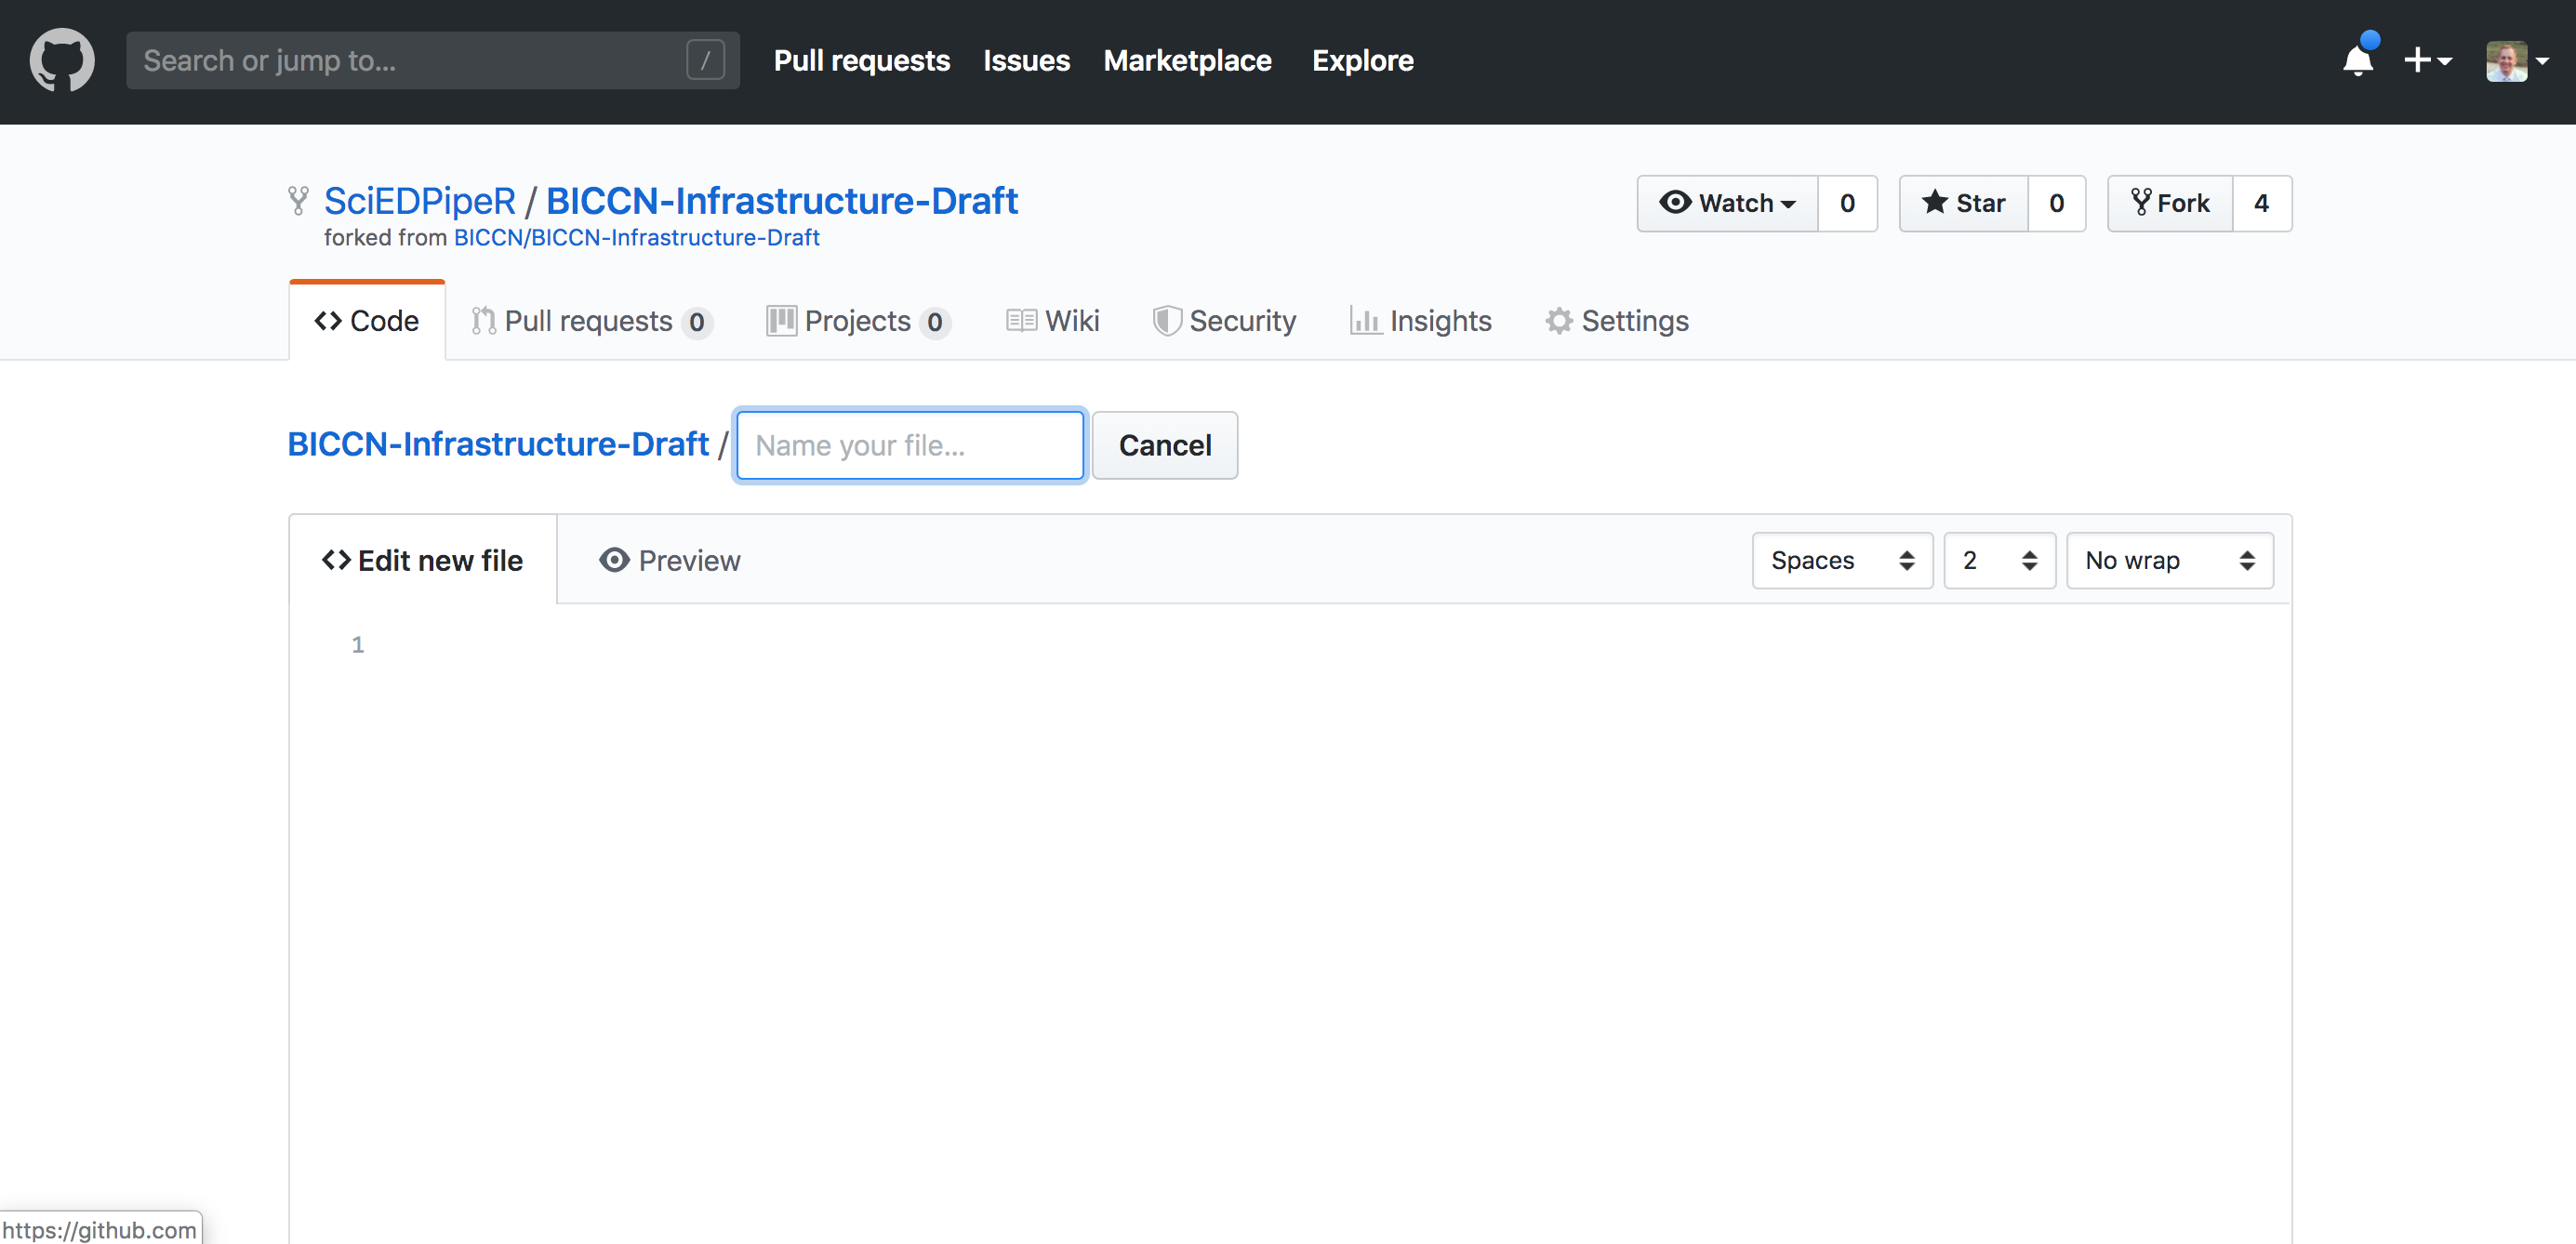 Search or jump to... / Pull requests Issues Marketplace Explore
SciEDPipeR / BICCN-Infrastructure-Draft Watch 0 Star 0 Fork 4
forked from BICCN/BICCN-Infrastructure-Draft
Code Pull requests 0 Projects 0 Wiki Security Insights Settings
BICCN-Infrastructure-Draft / Name your file... Cancel
Edit new file Preview Spaces 2 No wrap
1
https://github.com